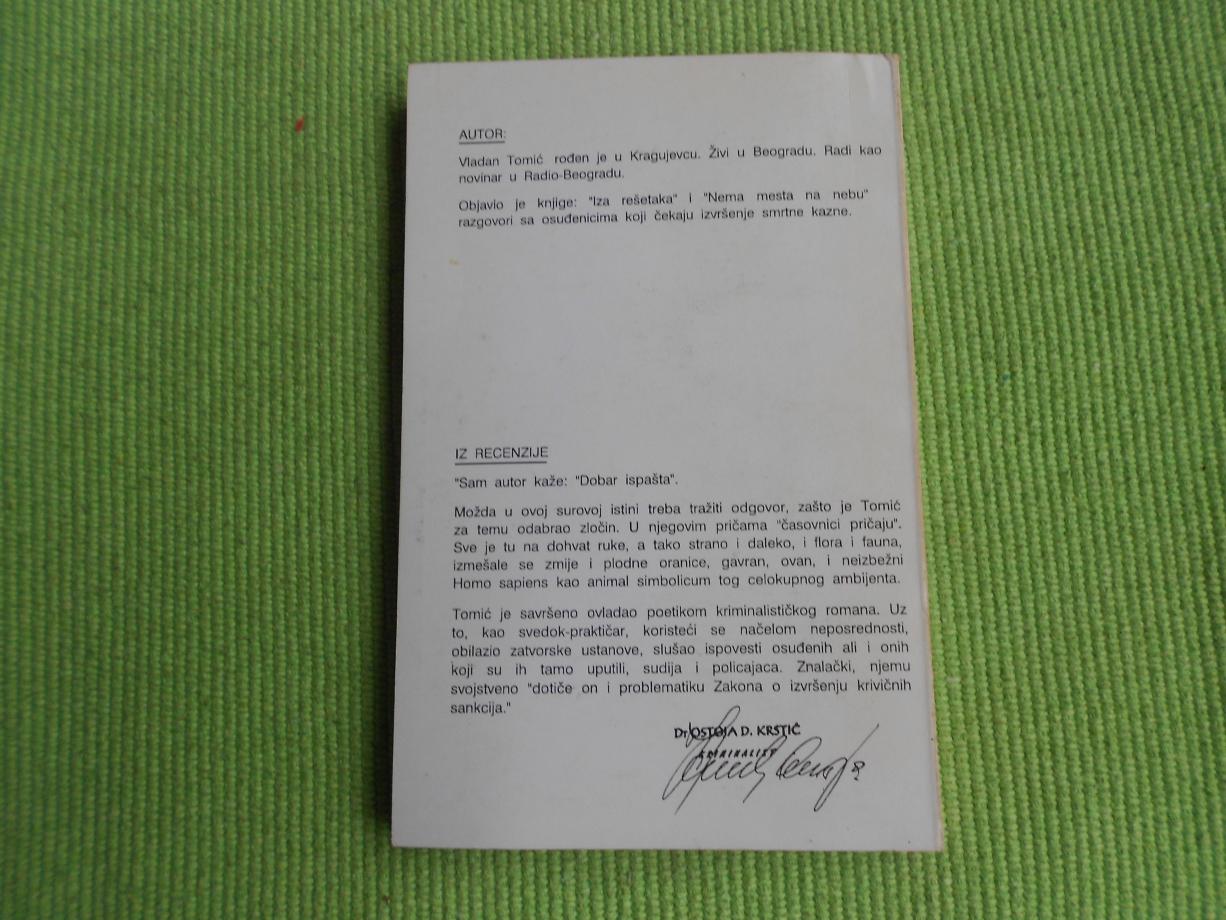 AUTOR:
Vladan Tomić rođen je u Kragujevcu. Živi u Beogradu. Radi kao
novinar u Radio-Beogradu.
Objavio je knjige: "Iza rešetaka" i "Nema mesta na nebu"
razgovori sa osuđenicima koji čekaju izvršenje smrtne kazne.
IZ RECENZIJE
"Sam autor kaže: "Dobar ispašta".
Možda u ovoj surovoj istini treba tražiti odgovor, zašto je Tomić
za temu odabrao zločin. U njegovim pričama "časovnici pričaju".
Sve je tu na dohvat ruke, a tako strano i daleko, i flora i fauna,
izmešale se zmije i plodne oranice, gavran, ovan, i neizbežni
Homo sapiens kao animal simbolicum tog celokupnog ambijenta.
Tomić je savršeno ovladao poetikom kriminalističkog romana. Uz
to, kao svedok-praktičar, koristeći se načelom neposrednosti,
obilazio zatvorske ustanove, slušao ispovesti osuđenih ali i onih
koji su ih tamo uputili, sudija i policajaca. Znalački, njemu
svojstveno "dotiče on i problematiku Zakona o izvršenju krivičnih
sankcija."
Dr OSTOJA D. KRSTIĆ
KRIMINALIST